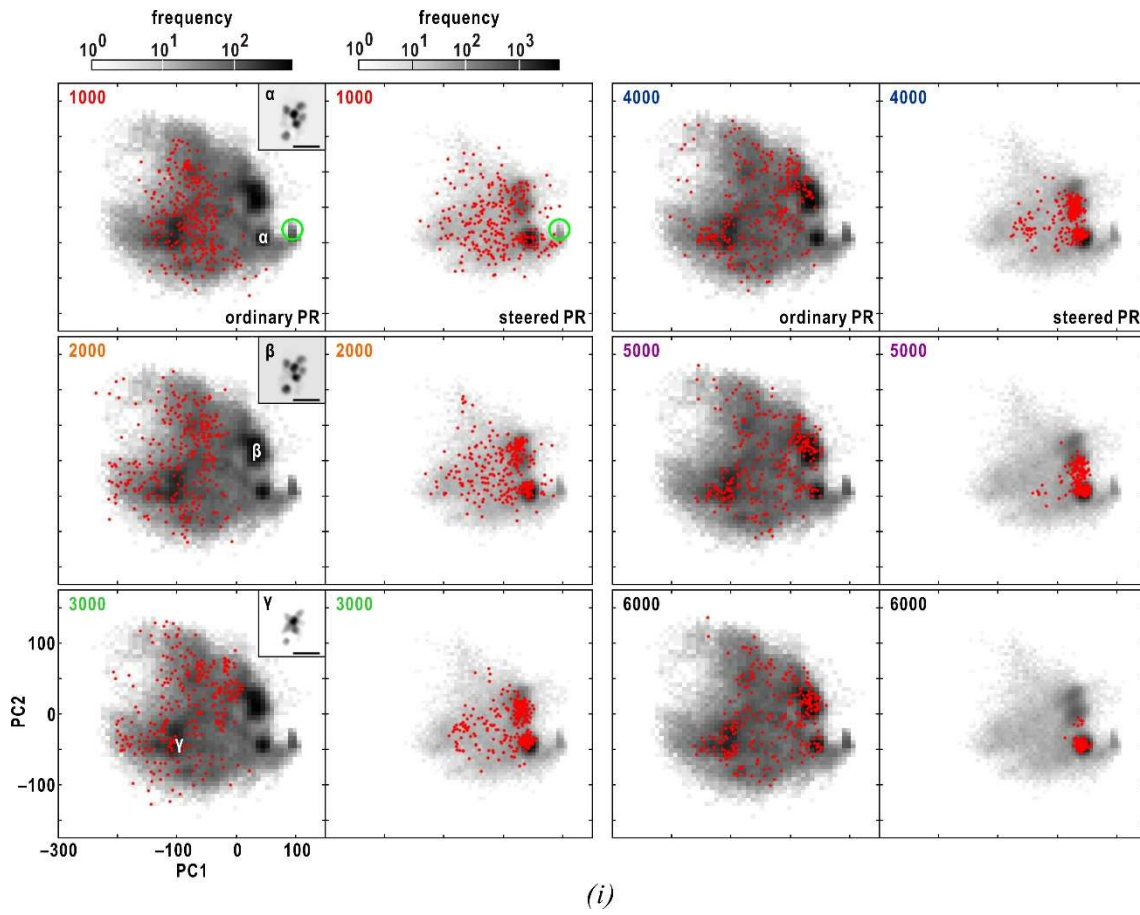 frequency
10^0 10^1 10^2
frequency
10^0 10^1 10^2 10^3
1000
α
α
ordinary PR
1000
steered PR
4000
ordinary PR
4000
steered PR
2000
β
β
2000
5000
5000
3000
γ
γ
3000
6000
6000
100
0
−100
PC2
−300
−100
0
100
PC1
(i)